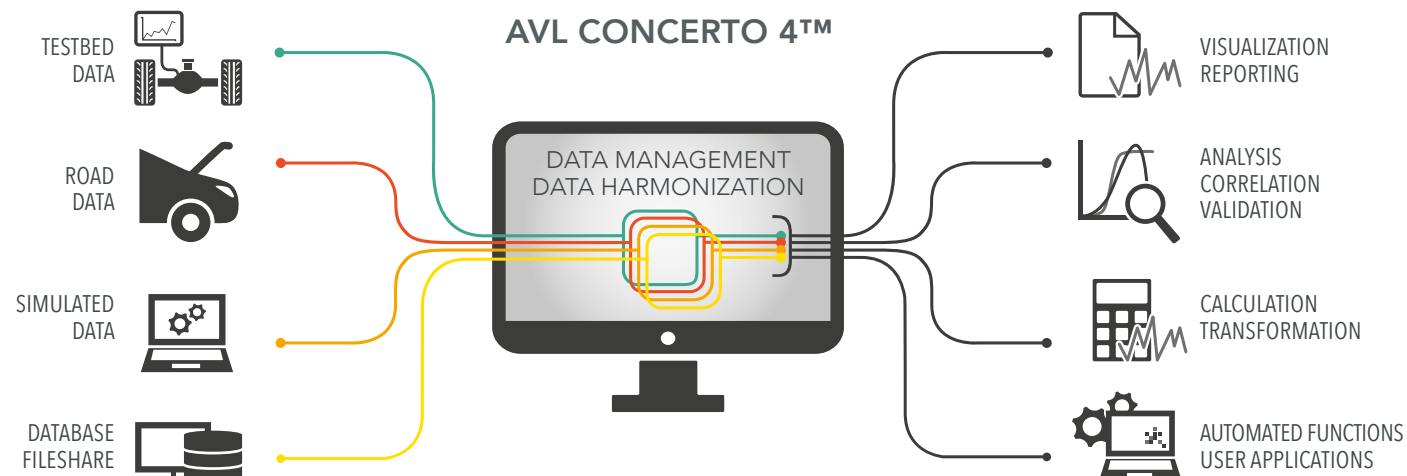 AVL CONCERTO 4™
TESTBED
DATA
ROAD
DATA
SIMULATED
DATA
DATABASE
FILESHARE
DATA MANAGEMENT
DATA HARMONIZATION
VISUALIZATION
REPORTING
ANALYSIS
CORRELATION
VALIDATION
CALCULATION
TRANSFORMATION
AUTOMATED FUNCTIONS
USER APPLICATIONS